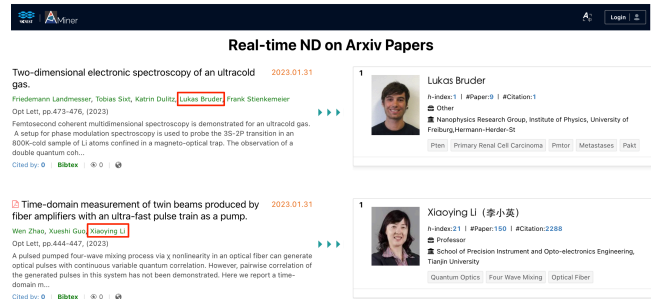 AMiner
Login
Real-time ND on Arxiv Papers
Two-dimensional electronic spectroscopy of an ultracold gas.
2023.01.31
Friedemann Landmesser, Tobias Sixt, Katrin Dulitz, Lukas Bruder, Frank Stienkemeier
Opt Lett, pp.473-476, (2023)
Femtosecond coherent multidimensional spectroscopy is demonstrated for an ultracold gas.
A setup for phase modulation spectroscopy is used to probe the 3S-2P transition in an
800K-cold sample of Li atoms confined in a magneto-optical trap. The observation of a
double quantum coh...
Cited by: 0 | Bibtex | 0 |
1
Lukas Bruder
h-index:1 | #Paper:9 | #Citation:1
Other
Nanophysics Research Group, Institute of Physics, University of
Freiburg,Hermann-Herder-St
Pten Primary Renal Cell Carcinoma Pmtor Metastases Pakt
Time-domain measurement of twin beams produced by
fiber amplifiers with an ultra-fast pulse train as a pump.
2023.01.31
Wen Zhao, Xueshi Guo, Xiaoying Li
Opt Lett, pp.444-447, (2023)
A pulsed pumped four-wave mixing process via χ nonlinearity in an optical fiber can generate
optical pulses with continuous variable quantum correlation. However, pairwise correlation of
the generated pulses in this system has not been demonstrated. Here we report a time-
domain m...
Cited by: 0 | Bibtex | 0 |
1
Xiaoying Li (李小英)
h-index:21 | #Paper:150 | #Citation:2288
Professor
School of Precision Instrument and Opto-electronics Engineering,
Tianjin University
Quantum Optics Four Wave Mixing Optical Fiber